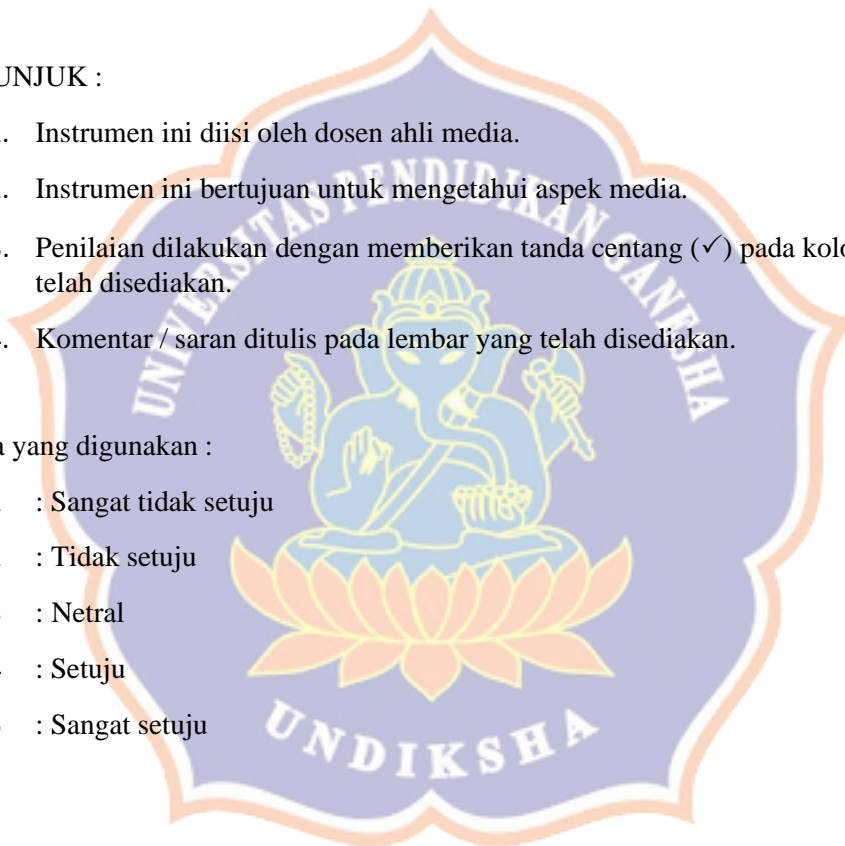 UNJUK :
. Instrumen ini diisi oleh dosen ahli media.
. Instrumen ini bertujuan untuk mengetahui aspek media.
. Penilaian dilakukan dengan memberikan tanda centang (✓) pada kolo
telah disediakan.
. Komentar / saran ditulis pada lembar yang telah disediakan.
yang digunakan :
: Sangat tidak setuju
: Tidak setuju
: Netral
: Setuju
: Sangat setuju
UNIVERSITAS PENDIDIKAN GANESHA
UNDIKSHA